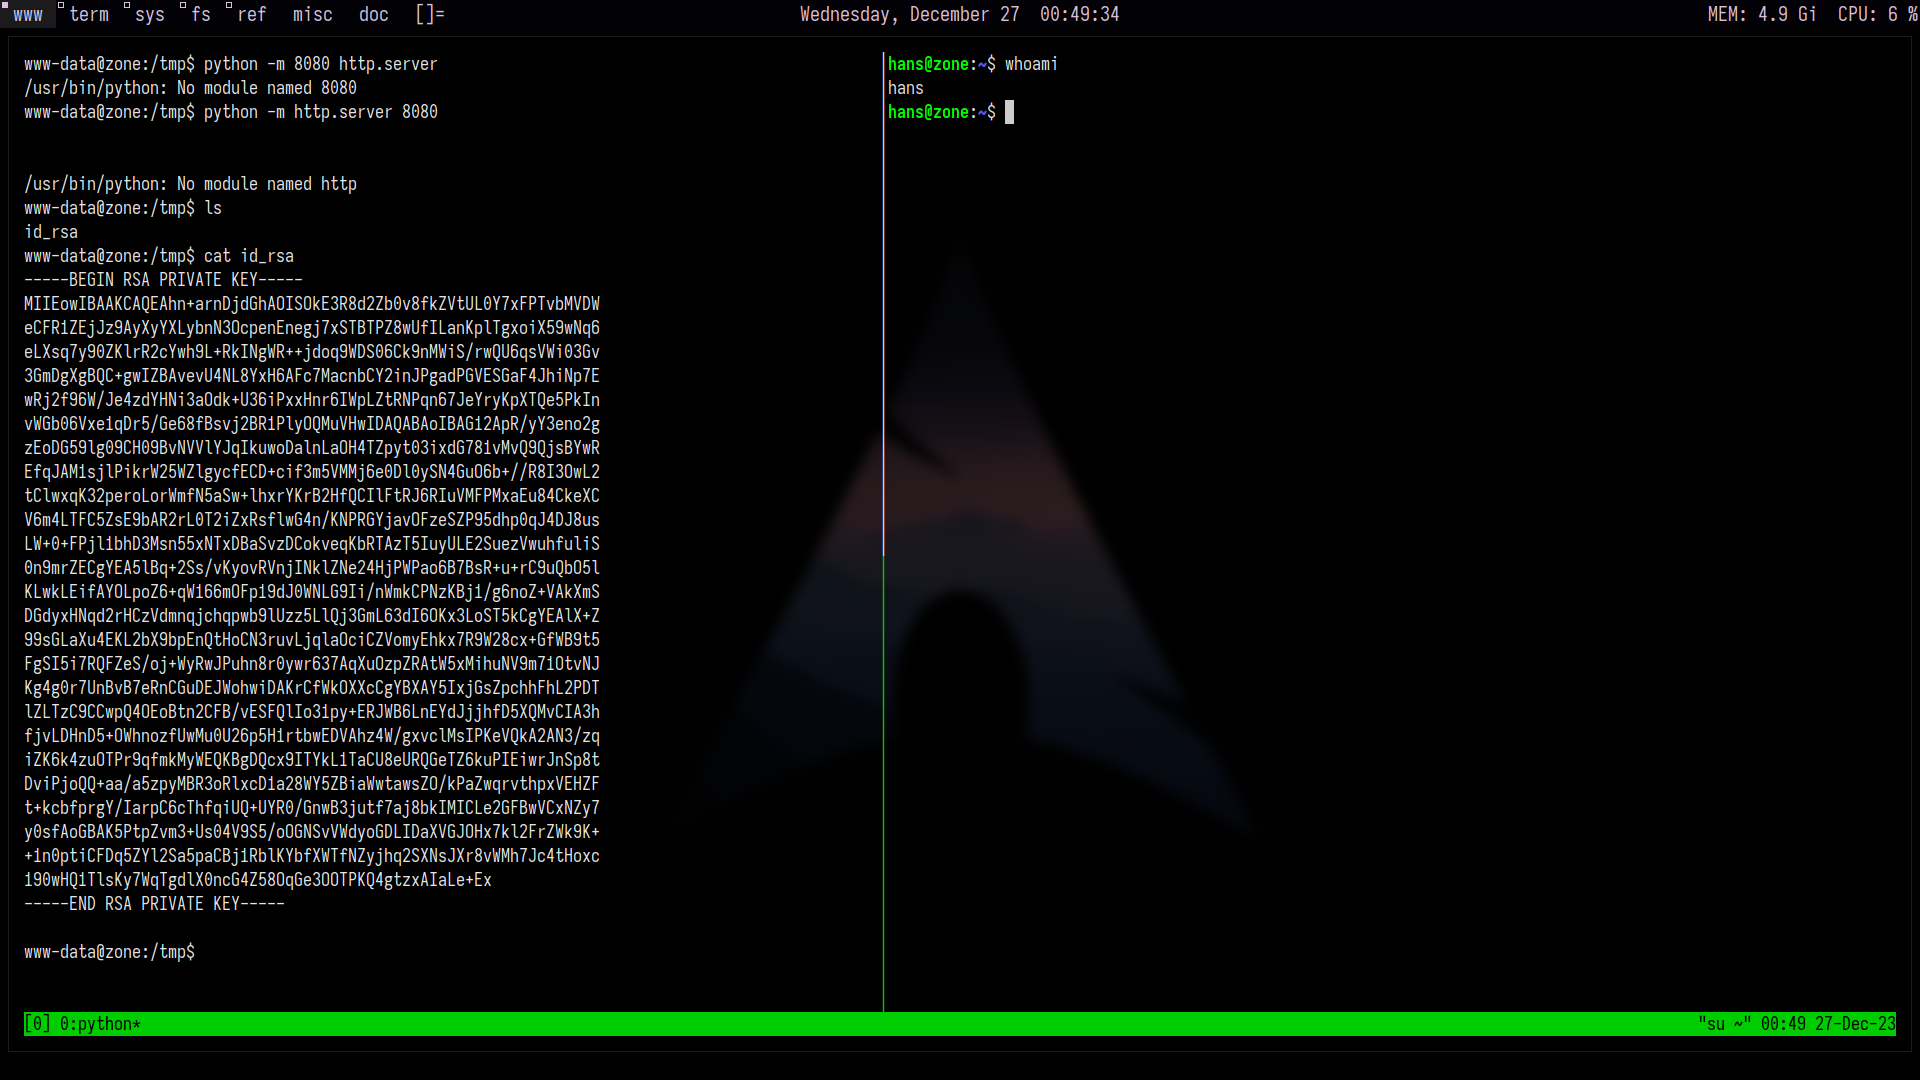 www term sys fs ref misc doc []=
Wednesday, December 27 00:49:34
MEM: 4.9 Gi CPU: 6 %
www-data@zone:/tmp$ python -m 8080 http.server
/usr/bin/python: No module named 8080
www-data@zone:/tmp$ python -m http.server 8080
/usr/bin/python: No module named http
www-data@zone:/tmp$ ls
id_rsa
www-data@zone:/tmp$ cat id_rsa
-----BEGIN RSA PRIVATE KEY-----
MIIEowIBAAKCAQEAhn+arnDjdGhAOISOkE3R8d2Zb0v8fkZVtUL0Y7xFPTvbMVDW
eCFR1ZEjJz9AyXyYXLybnN3OcpenEnegj7xSTBTPZ8wUfILanKplTgxoiX59wNq6
eLXsq7y90ZKlrR2cYwh9L+RkINgWR++jdoq9WDS06Ck9nMWiS/rwQU6qsVWi03Gv
3GmDgXgBQC+gwIZBAvevU4NL8YxH6AFc7MacnbCY2inJPgadPGVESGaF4JhiNp7E
wRj2f96W/Je4zdYHNi3aOdk+U36iPxxHnr6IWpLZtRNPqn67JeYryKpXTQe5PkIn
vWGb06Vxe1qDr5/Ge68fBsvj2BR1PlyOQMuVHwIDAQABAoIBAG12ApR/yY3eno2g
zEoDG59lg09CH09BvNVVlYJqIkuwoDalnLaOH4TZpyt03ixdG781vMvQ9QjsBYwR
EfqJAM1sjlPikrW25WZlgycfECD+cif3m5VMMj6e0Dl0ySN4GuO6b+//R8I3OwL2
tClwxqK32peroLorWmfN5aSw+lhxrYKrB2HfQCIlFtRJ6RIuVMFPMxaEu84CkeXC
V6m4LTFC5ZsE9bAR2rL0T2iZxRsflwG4n/KNPRGYjavOFzeSZP95dhp0qJ4DJ8us
LW+0+FPjl1bhD3Msn55xNTxDBaSvzDCokveqKbRTAzT5IuyULE2SuezVwuhfuliS
0n9mrZECgYEA5lBq+2Ss/vKyovRVnjINklZNe24HjPWPao6B7BsR+u+rC9uQbO5l
KLwkLEifAYOLpoZ6+qW166mOFp19dJ0WNLG9Ii/nWmkCPNzKBj1/g6noZ+VAkXmS
DGdyxHNqd2rHCzVdmnqjchqpwb9lUzz5LlQj3GmL63dI6OKx3LoST5kCgYEAlX+Z
99sGLaXu4EKL2bX9bpEnQtHoCN3ruvLjqlaOciCZVomyEhkx7R9W28cx+GfWB9t5
FgSI5i7RQFZeS/oj+WyRwJPuhn8r0ywr637AqXuOzpZRAtW5xMihuNV9m71OtvNJ
Kg4g0r7UnBvB7eRnCGuDEJWohwiDAKrCfWkOXXcCgYBXAY5IxjGsZpchhFhL2PDT
lZLTzC9CCwpQ4OEoBtn2CFB/vESFQlIo31py+ERJWB6LnEYdJjjhfD5XQMvCIA3h
fjvLDHnD5+OWhnozfUwMu0U26p5H1rtbwEDVAhz4W/gxvclMsIPKeVQkA2AN3/zq
iZK6k4zuOTPr9qfmkMyWEQKBgDQcx9ITYkL1TaCU8eURQGeTZ6kuPIEiwrJnSp8t
DviPjoQQ+aa/a5zpyMBR3oRlxcD1a28WY5ZBiaWwtawsZO/kPaZwqrvthpxVEHZF
t+kcbfprgY/IarpC6cThfqiUQ+UYR0/GnwB3jutf7aj8bkIMICLe2GFBwVCxNZy7
y0sfAoGBAK5PtpZvm3+Us04V9S5/oOGNSvVWdyoGDLIDaXVGJOHx7kl2FrZWk9K+
+1n0ptiCFDq5ZYl2Sa5paCBj1RblKYbfXWTfNZyjhq2SXNsJXr8vWMh7Jc4tHoxc
190wHQ1TlsKy7WqTgdlX0ncG4Z58OqGe3OOTPKQ4gtzxAIaLe+Ex
-----END RSA PRIVATE KEY-----
www-data@zone:/tmp$
hans@zone:~$ whoami
hans
hans@zone:~$
[0] 0:python*
"su ~" 00:49 27-Dec-23